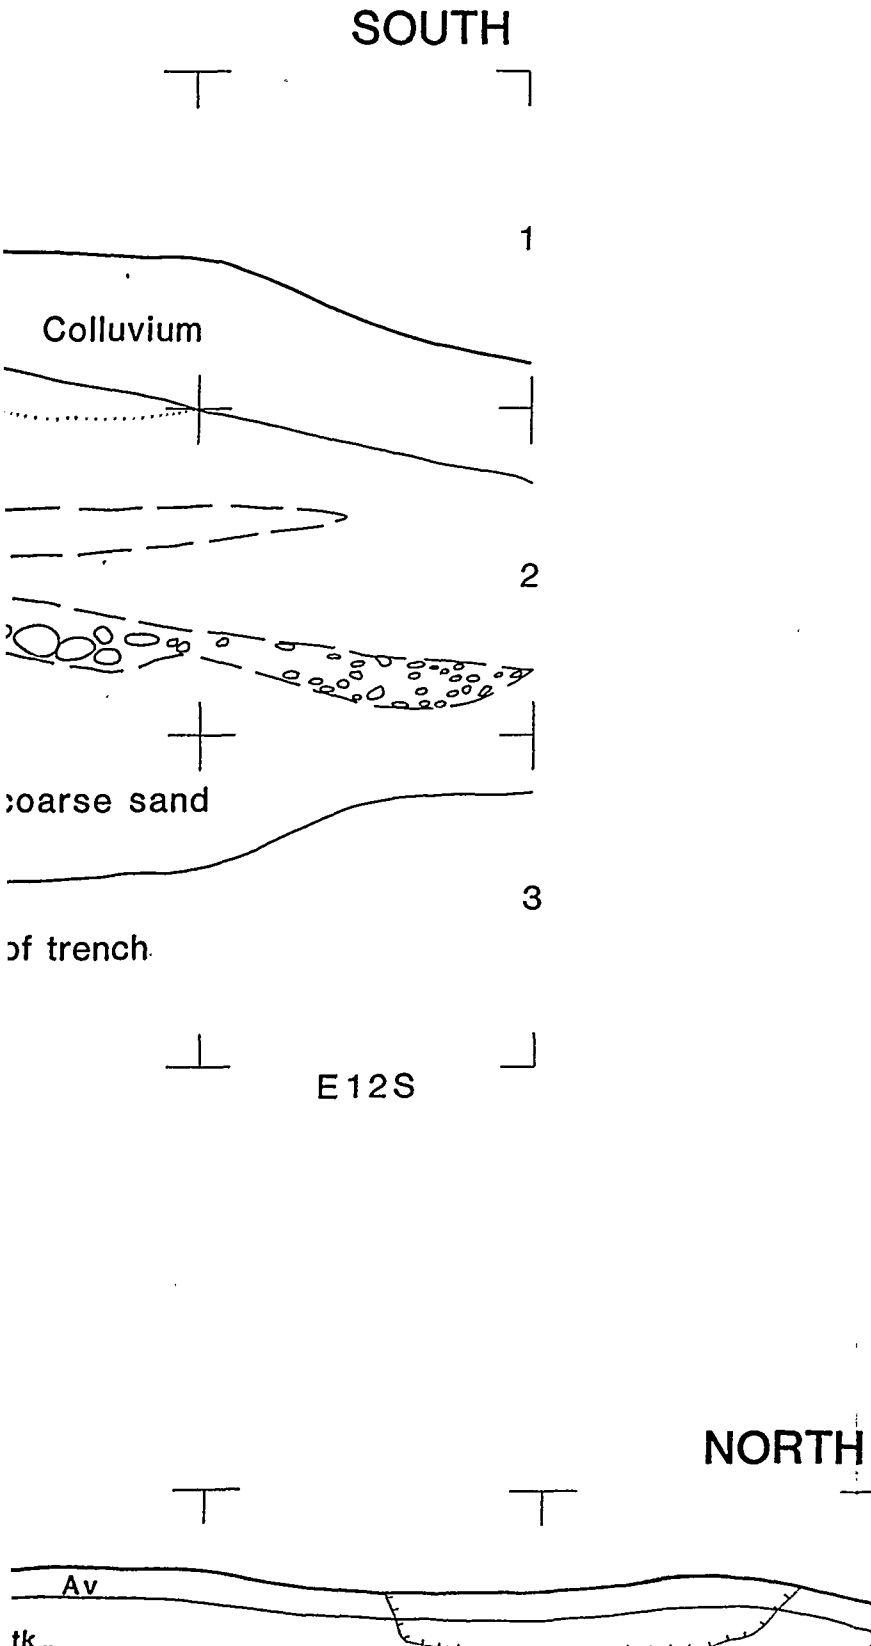 SOUTH
1
Colluvium
2
coarse sand
3
of trench
E12S
NORTH
Av
tk